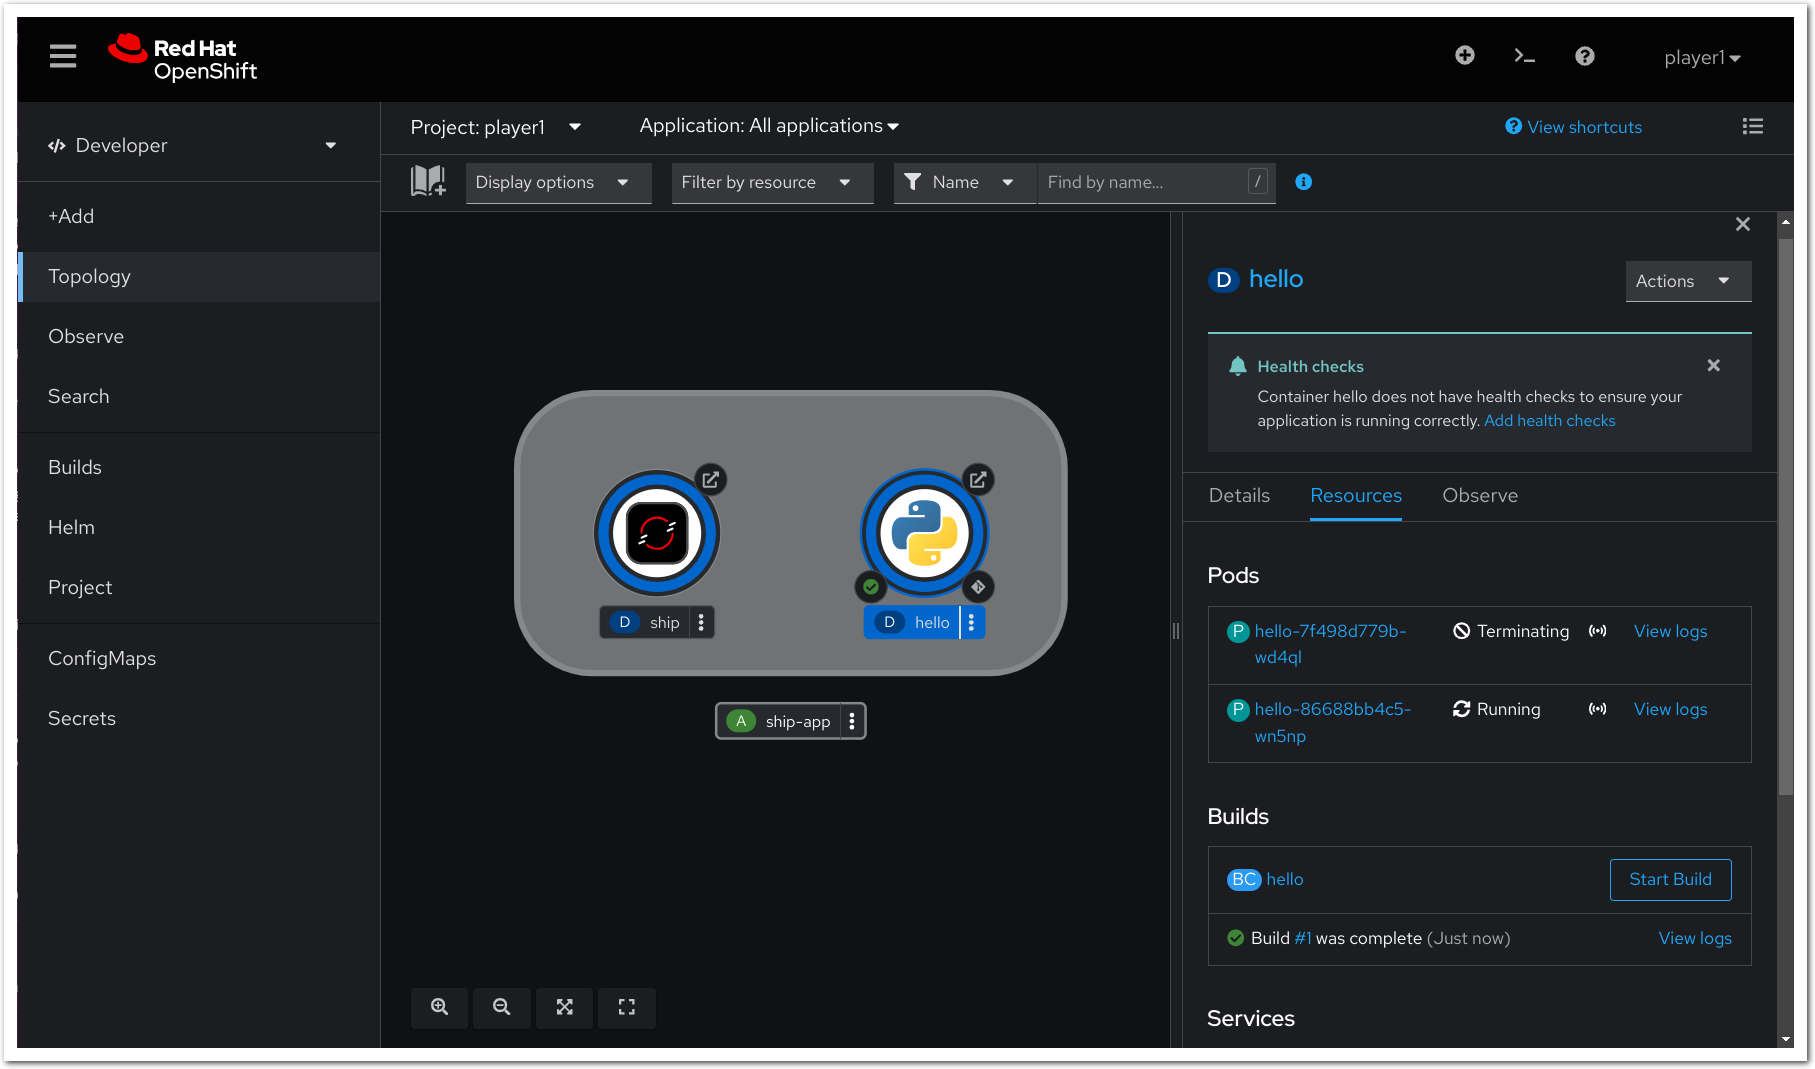 Red Hat
OpenShift
player1
Developer
Project: player1
Application: All applications
View shortcuts
Display options
Filter by resource
Name
Find by name...
/
+Add
Topology
Observe
Search
Builds
Helm
Project
ConfigMaps
Secrets
D ship
D hello
A ship-app
D hello
Actions
Health checks
Container hello does not have health checks to ensure your
application is running correctly. Add health checks
Details
Resources
Observe
Pods
P hello-7f498d779b-
wd4ql
Terminating
View logs
P hello-86688bb4c5-
wn5np
Running
View logs
Builds
BC hello
Start Build
Build #1 was complete (Just now)
View logs
Services